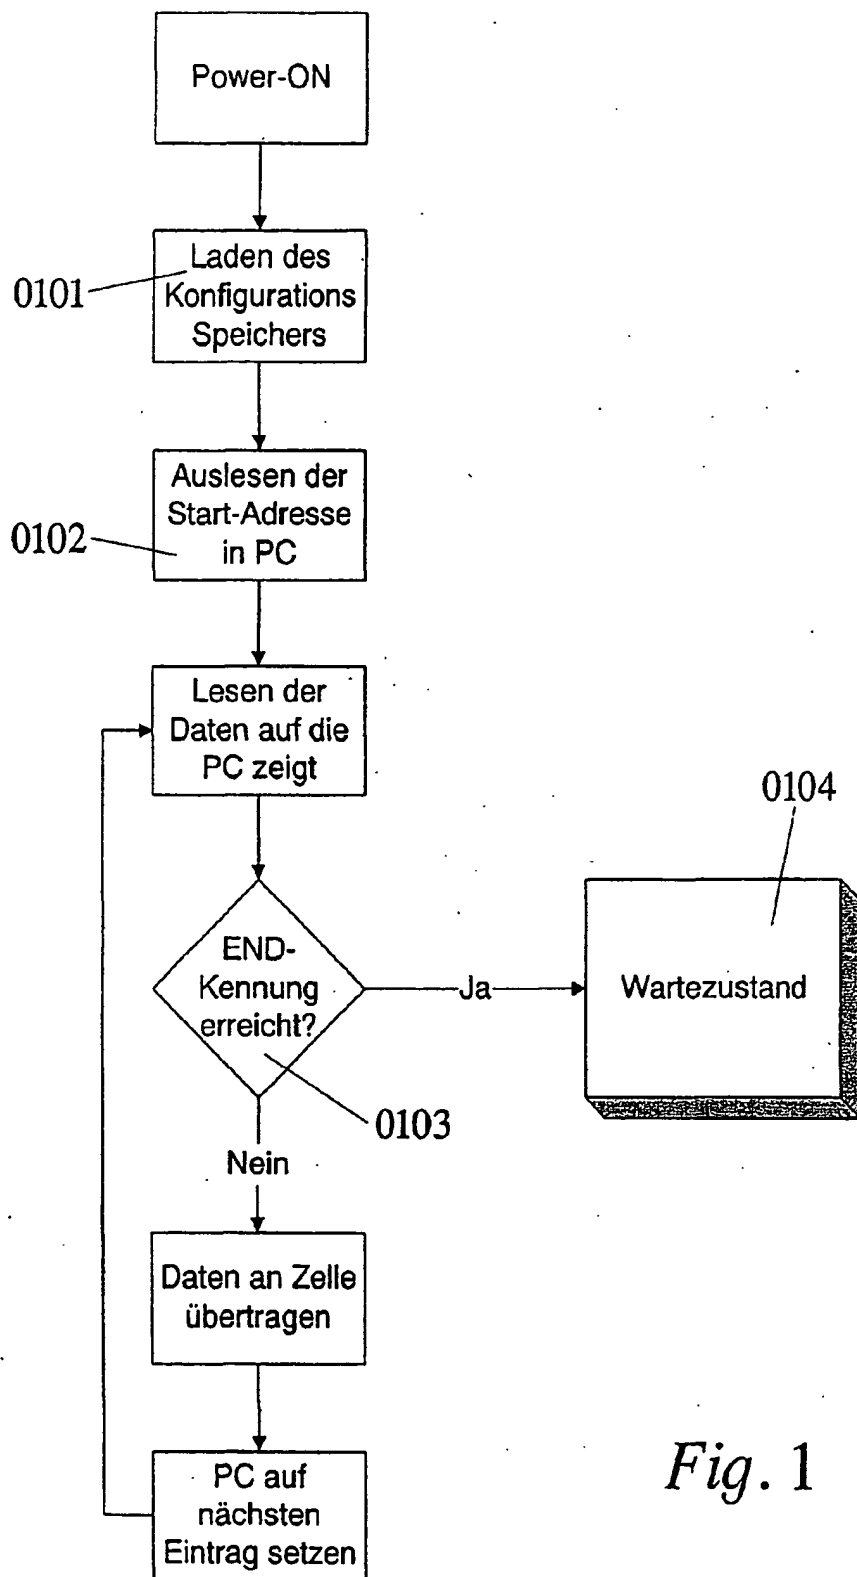 Power-ON
0101
Laden des
Konfigurations
Speichers
0102
Auslesen der
Start-Adresse
in PC
Lesen der
Daten auf die
PC zeigt
0104
END-
Kennung
erreicht?
Ja
Wartezustand
0103
Nein
Daten an Zelle
übertragen
PC auf
nächsten
Eintrag setzen
Fig. 1